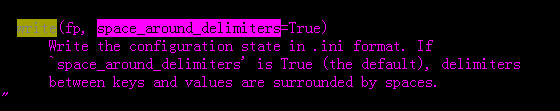 write(fp, space_around_delimiters=True)
Write the configuration state in .ini format. If
`space_around_delimiters' is True (the default), delimiters
between keys and values are surrounded by spaces.
"